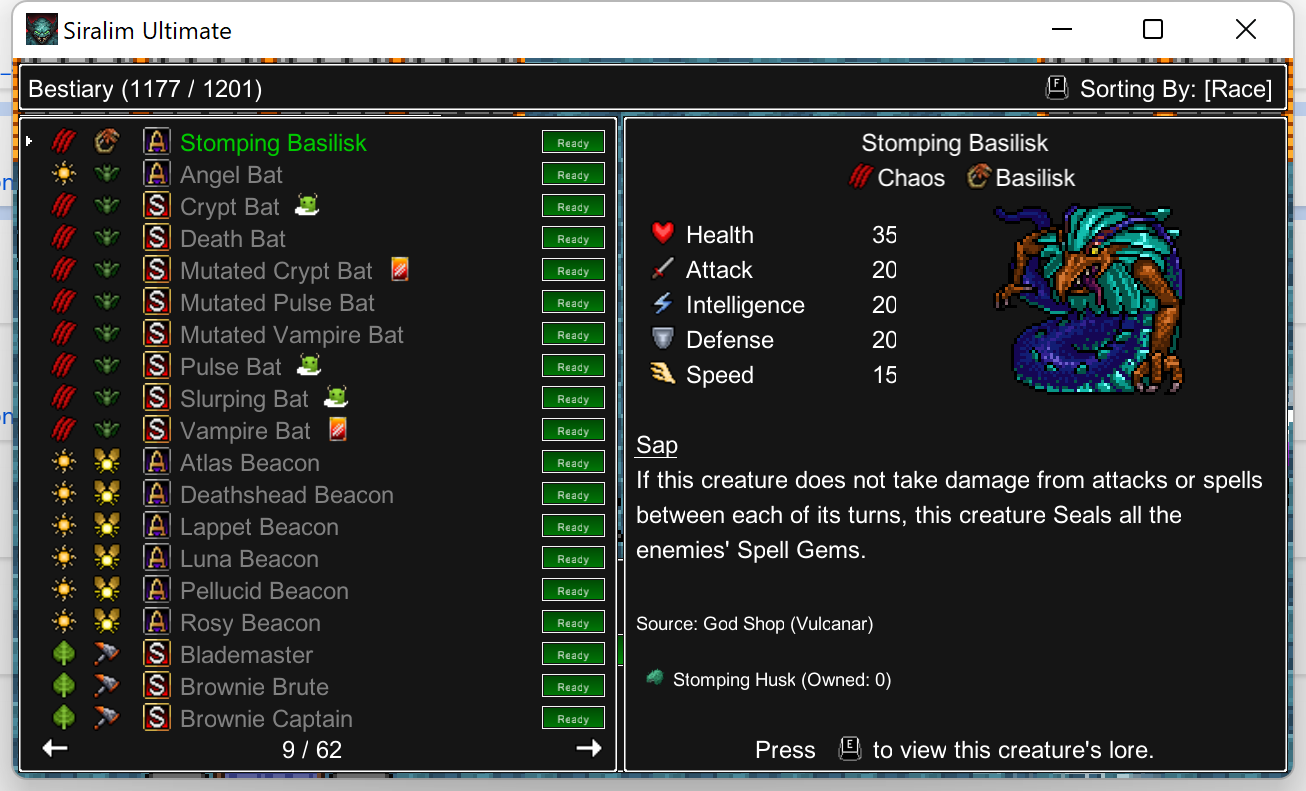 Siralim Ultimate
Bestiary (1177 / 1201)
F Sorting By: [Race]
A Stomping Basilisk Ready
A Angel Bat Ready
S Crypt Bat Ready
S Death Bat Ready
S Mutated Crypt Bat Ready
S Mutated Pulse Bat Ready
S Mutated Vampire Bat Ready
S Pulse Bat Ready
S Slurping Bat Ready
S Vampire Bat Ready
A Atlas Beacon Ready
A Deathshead Beacon Ready
A Lappet Beacon Ready
A Luna Beacon Ready
A Pellucid Beacon Ready
A Rosy Beacon Ready
S Blademaster Ready
S Brownie Brute Ready
S Brownie Captain Ready
9 / 62
Stomping Basilisk
Chaos Basilisk
Health 35
Attack 20
Intelligence 20
Defense 20
Speed 15
Sap
If this creature does not take damage from attacks or spells
between each of its turns, this creature Seals all the
enemies' Spell Gems.
Source: God Shop (Vulcanar)
Stomping Husk (Owned: 0)
Press E to view this creature's lore.